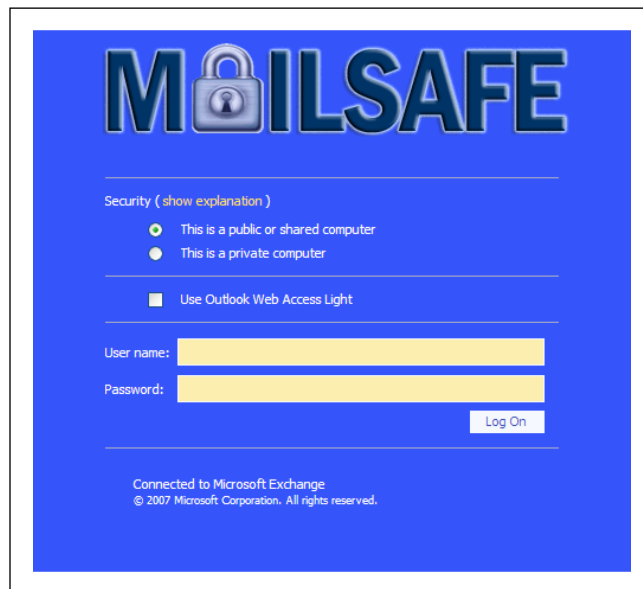 MAILSAFE
Security ( show explanation )
This is a public or shared computer
This is a private computer
Use Outlook Web Access Light
User name:
Password:
Log On
Connected to Microsoft Exchange
© 2007 Microsoft Corporation. All rights reserved.